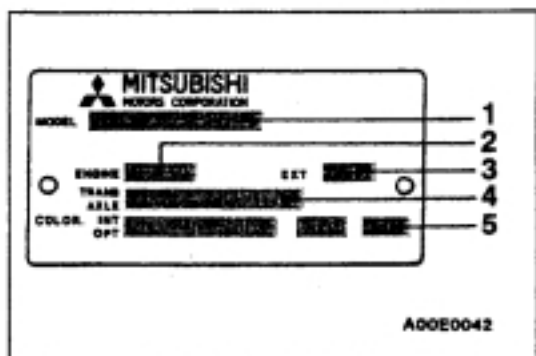 MITSUBISHI
MOTORS CORPORATION
MODEL 1
2
ENGINE EXT 3
TRANS
AXLE 4
COLOR. INT
OPT 5
A00E0042